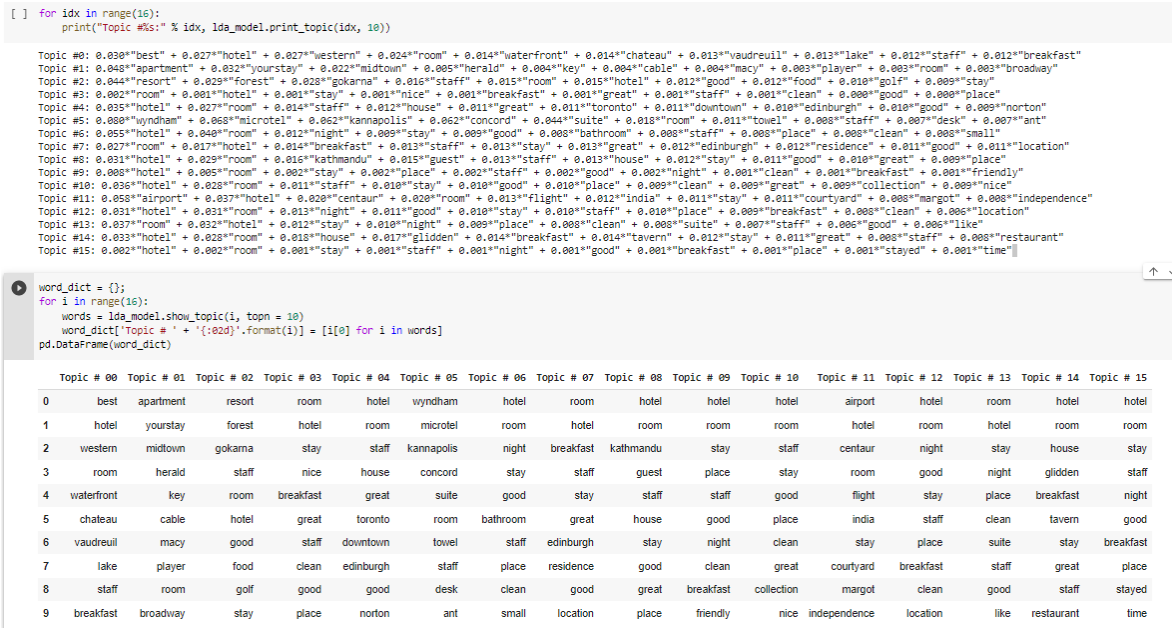 [ ] for idx in range(16):
print("Topic #%s:" % idx, lda_model.print_topic(idx, 10))
Topic #0: 0.030*"best" + 0.027*"hotel" + 0.027*"western" + 0.024*"room" + 0.014*"waterfront" + 0.014*"chateau" + 0.013*"vaudreuil" + 0.013*"lake" + 0.012*"staff" + 0.012*"breakfast"
Topic #1: 0.048*"apartment" + 0.032*"yourstay" + 0.022*"midtown" + 0.005*"herald" + 0.004*"key" + 0.004*"cable" + 0.004*"macy" + 0.003*"player" + 0.003*"room" + 0.003*"broadway"
Topic #2: 0.044*"resort" + 0.029*"forest" + 0.028*"gokarna" + 0.016*"staff" + 0.015*"room" + 0.015*"hotel" + 0.012*"good" + 0.012*"food" + 0.010*"golf" + 0.009*"stay"
Topic #3: 0.002*"room" + 0.001*"hotel" + 0.001*"stay" + 0.001*"nice" + 0.001*"breakfast" + 0.001*"great" + 0.001*"staff" + 0.001*"clean" + 0.000*"good" + 0.000*"place"
Topic #4: 0.035*"hotel" + 0.027*"room" + 0.014*"staff" + 0.012*"house" + 0.011*"great" + 0.011*"toronto" + 0.011*"downtown" + 0.010*"edinburgh" + 0.010*"good" + 0.009*"norton"
Topic #5: 0.080*"wyndham" + 0.068*"microtel" + 0.062*"kannapolis" + 0.062*"concord" + 0.044*"suite" + 0.018*"room" + 0.011*"towel" + 0.008*"staff" + 0.007*"desk" + 0.007*"ant"
Topic #6: 0.055*"hotel" + 0.040*"room" + 0.012*"night" + 0.009*"stay" + 0.009*"good" + 0.008*"bathroom" + 0.008*"staff" + 0.008*"place" + 0.008*"clean" + 0.008*"small"
Topic #7: 0.027*"room" + 0.017*"hotel" + 0.014*"breakfast" + 0.013*"staff" + 0.013*"stay" + 0.013*"great" + 0.012*"edinburgh" + 0.012*"residence" + 0.011*"good" + 0.011*"location"
Topic #8: 0.031*"hotel" + 0.029*"room" + 0.016*"kathmandu" + 0.015*"guest" + 0.013*"staff" + 0.013*"house" + 0.012*"stay" + 0.011*"good" + 0.010*"great" + 0.009*"place"
Topic #9: 0.008*"hotel" + 0.005*"room" + 0.002*"stay" + 0.002*"place" + 0.002*"staff" + 0.002*"good" + 0.002*"night" + 0.001*"clean" + 0.001*"breakfast" + 0.001*"friendly"
Topic #10: 0.036*"hotel" + 0.028*"room" + 0.011*"staff" + 0.010*"stay" + 0.010*"good" + 0.010*"place" + 0.009*"clean" + 0.009*"great" + 0.009*"collection" + 0.009*"nice"
Topic #11: 0.058*"airport" + 0.037*"hotel" + 0.020*"centaur" + 0.020*"room" + 0.013*"flight" + 0.012*"india" + 0.011*"stay" + 0.011*"courtyard" + 0.008*"margot" + 0.008*"independence"
Topic #12: 0.031*"hotel" + 0.031*"room" + 0.013*"night" + 0.011*"good" + 0.010*"stay" + 0.010*"staff" + 0.010*"place" + 0.009*"breakfast" + 0.008*"clean" + 0.006*"location"
Topic #13: 0.037*"room" + 0.032*"hotel" + 0.012*"stay" + 0.010*"night" + 0.009*"place" + 0.008*"clean" + 0.008*"suite" + 0.007*"staff" + 0.006*"good" + 0.006*"like"
Topic #14: 0.033*"hotel" + 0.028*"room" + 0.018*"house" + 0.017*"glidden" + 0.014*"breakfast" + 0.014*"tavern" + 0.012*"stay" + 0.011*"great" + 0.008*"staff" + 0.008*"restaurant"
Topic #15: 0.002*"hotel" + 0.002*"room" + 0.001*"stay" + 0.001*"staff" + 0.001*"night" + 0.001*"good" + 0.001*"breakfast" + 0.001*"place" + 0.001*"stayed" + 0.001*"time"
word_dict = {};
for i in range(16):
words = lda_model.show_topic(i, topn = 10)
word_dict['Topic # ' + '{:02d}'.format(i)] = [i[0] for i in words]
pd.DataFrame(word_dict)
Topic # 00 Topic # 01 Topic # 02 Topic # 03 Topic # 04 Topic # 05 Topic # 06 Topic # 07 Topic # 08 Topic # 09 Topic # 10 Topic # 11 Topic # 12 Topic # 13 Topic # 14 Topic # 15
0 best apartment resort room hotel wyndham hotel room hotel hotel hotel airport hotel room hotel hotel
1 hotel yourstay forest hotel room microtel room hotel room room room hotel room hotel room room
2 western midtown gokarna stay staff kannapolis night breakfast kathmandu stay staff centaur night stay house stay
3 room herald staff nice house concord stay staff guest place stay room good night glidden staff
4 waterfront key room breakfast great suite good stay staff staff good flight stay place breakfast night
5 chateau cable hotel great toronto room bathroom great house good place india staff clean tavern good
6 vaudreuil macy good staff downtown towel staff edinburgh stay night clean stay place suite stay breakfast
7 lake player food clean edinburgh staff place residence good clean great courtyard breakfast staff great place
8 staff room golf good good desk clean good great breakfast collection margot clean good staff stayed
9 breakfast broadway stay place norton ant small location place friendly nice independence location like restaurant time